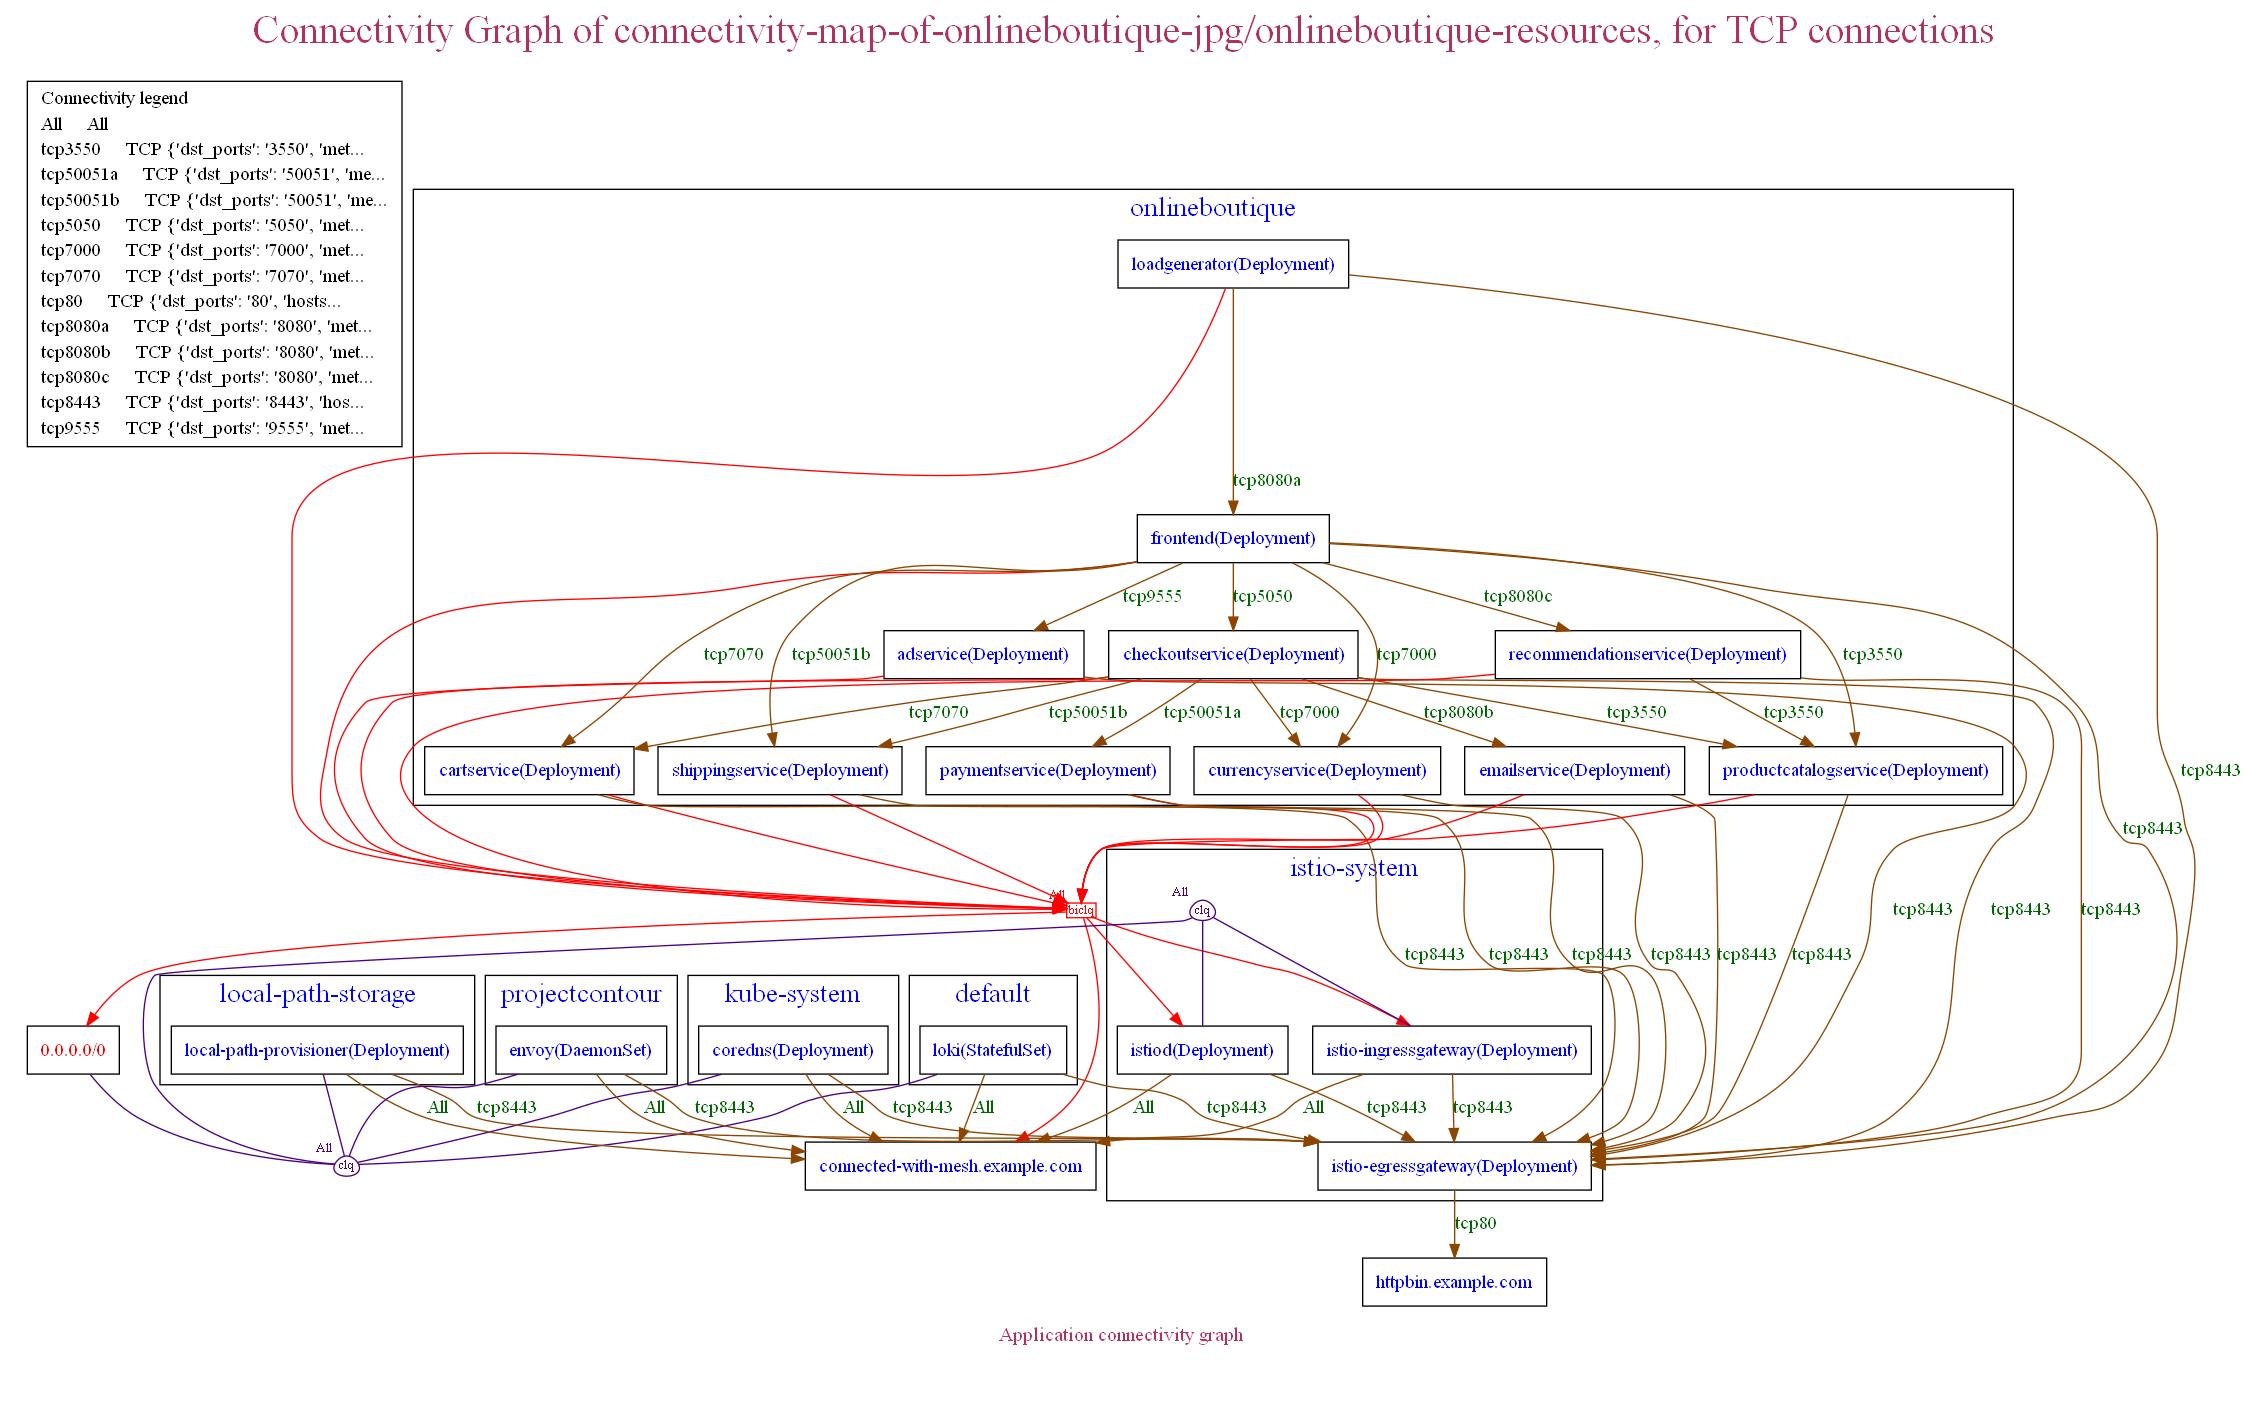 Connectivity Graph of connectivity-map-of-onlineboutique-jpg/onlineboutique-resources, for TCP connections
Connectivity legend
All All
tcp3550 TCP {'dst_ports': '3550', 'met...
tcp50051a TCP {'dst_ports': '50051', 'me...
tcp50051b TCP {'dst_ports': '50051', 'me...
tcp5050 TCP {'dst_ports': '5050', 'met...
tcp7000 TCP {'dst_ports': '7000', 'met...
tcp7070 TCP {'dst_ports': '7070', 'met...
tcp80 TCP {'dst_ports': '80', 'hosts...
tcp8080a TCP {'dst_ports': '8080', 'met...
tcp8080b TCP {'dst_ports': '8080', 'met...
tcp8080c TCP {'dst_ports': '8080', 'met...
tcp8443 TCP {'dst_ports': '8443', 'hos...
tcp9555 TCP {'dst_ports': '9555', 'met...
onlineboutique
loadgenerator(Deployment)
tcp8080a
frontend(Deployment)
tcp9555
tcp5050
tcp8080c
tcp7070
tcp50051b
adservice(Deployment)
checkoutservice(Deployment)
tcp7000
recommendationservice(Deployment)
tcp3550
tcp7070
tcp50051b
tcp50051a
tcp7000
tcp8080b
tcp3550
tcp3550
cartservice(Deployment)
shippingservice(Deployment)
paymentservice(Deployment)
currencyservice(Deployment)
emailservice(Deployment)
productcatalogservice(Deployment)
tcp8443
tcp8443
istio-system
All
biclq
All
clq
tcp8443
tcp8443
tcp8443
tcp8443
tcp8443
tcp8443
tcp8443
tcp8443
tcp8443
local-path-storage
projectcontour
kube-system
default
0.0.0.0/0
local-path-provisioner(Deployment)
envoy(DaemonSet)
coredns(Deployment)
loki(StatefulSet)
istiod(Deployment)
istio-ingressgateway(Deployment)
All
tcp8443
All
tcp8443
All
tcp8443
All
All
tcp8443
All
tcp8443
tcp8443
All
clq
connected-with-mesh.example.com
istio-egressgateway(Deployment)
tcp80
httpbin.example.com
Application connectivity graph